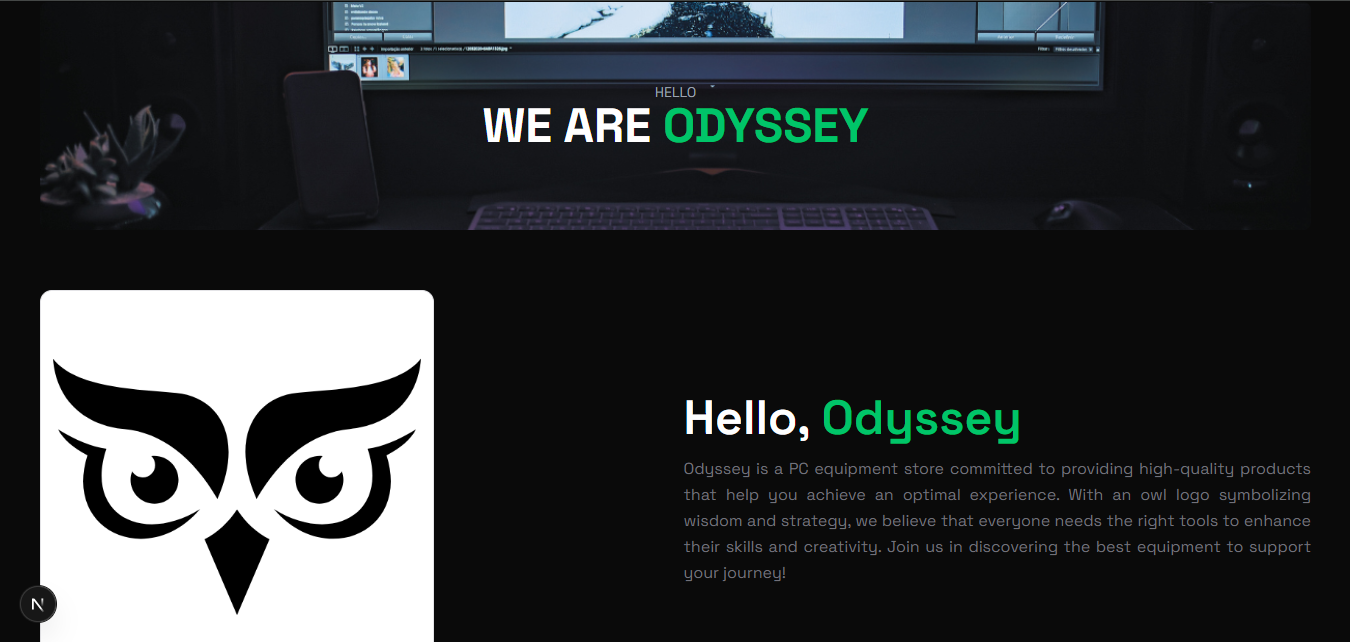 HELLO
WE ARE ODYSSEY
Hello, Odyssey
Odyssey is a PC equipment store committed to providing high-quality products
that help you achieve an optimal experience. With an owl logo symbolizing
wisdom and strategy, we believe that everyone needs the right tools to enhance
their skills and creativity. Join us in discovering the best equipment to support
your journey!
N